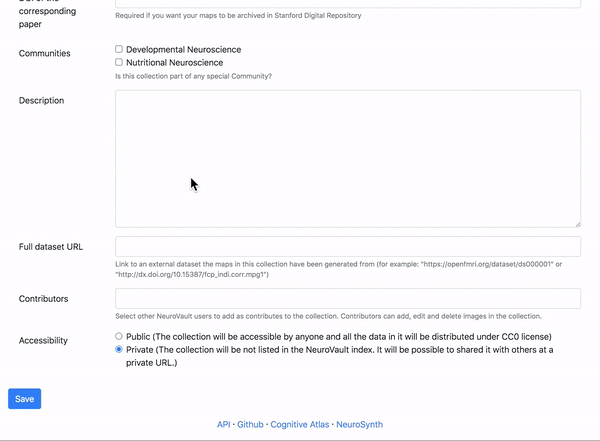 corresponding
paper
Required if you want your maps to be archived in Stanford Digital Repository
Communities
Developmental Neuroscience
Nutritional Neuroscience
Is this collection part of any special Community?
Description
Full dataset URL
Link to an external dataset the maps in this collection have been generated from (for example: "https://openfmri.org/dataset/ds000001" or
"http://dx.doi.org/10.15387/fcp_indi.corr.mpg1")
Contributors
Select other NeuroVault users to add as contributes to the collection. Contributors can add, edit and delete images in the collection.
Accessibility
Public (The collection will be accessible by anyone and all the data in it will be distributed under CC0 license)
Private (The collection will be not listed in the NeuroVault index. It will be possible to shared it with others at a
private URL.)
Save
API · Github · Cognitive Atlas · NeuroSynth